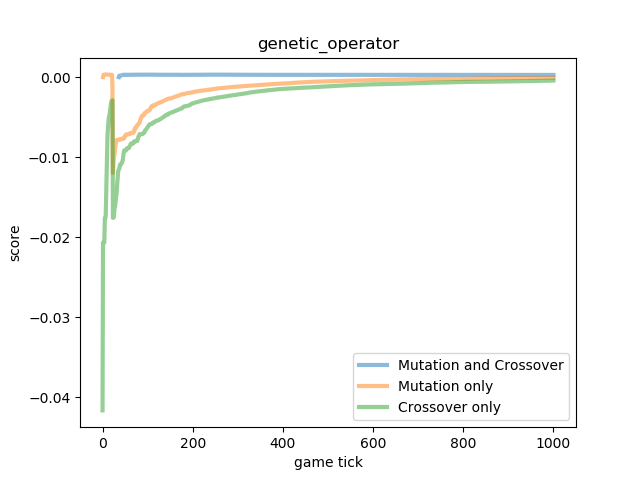 genetic_operator
0.00
−0.01
−0.02
−0.03
−0.04
score
0
200
400
600
800
1000
game tick
Mutation and Crossover
Mutation only
Crossover only